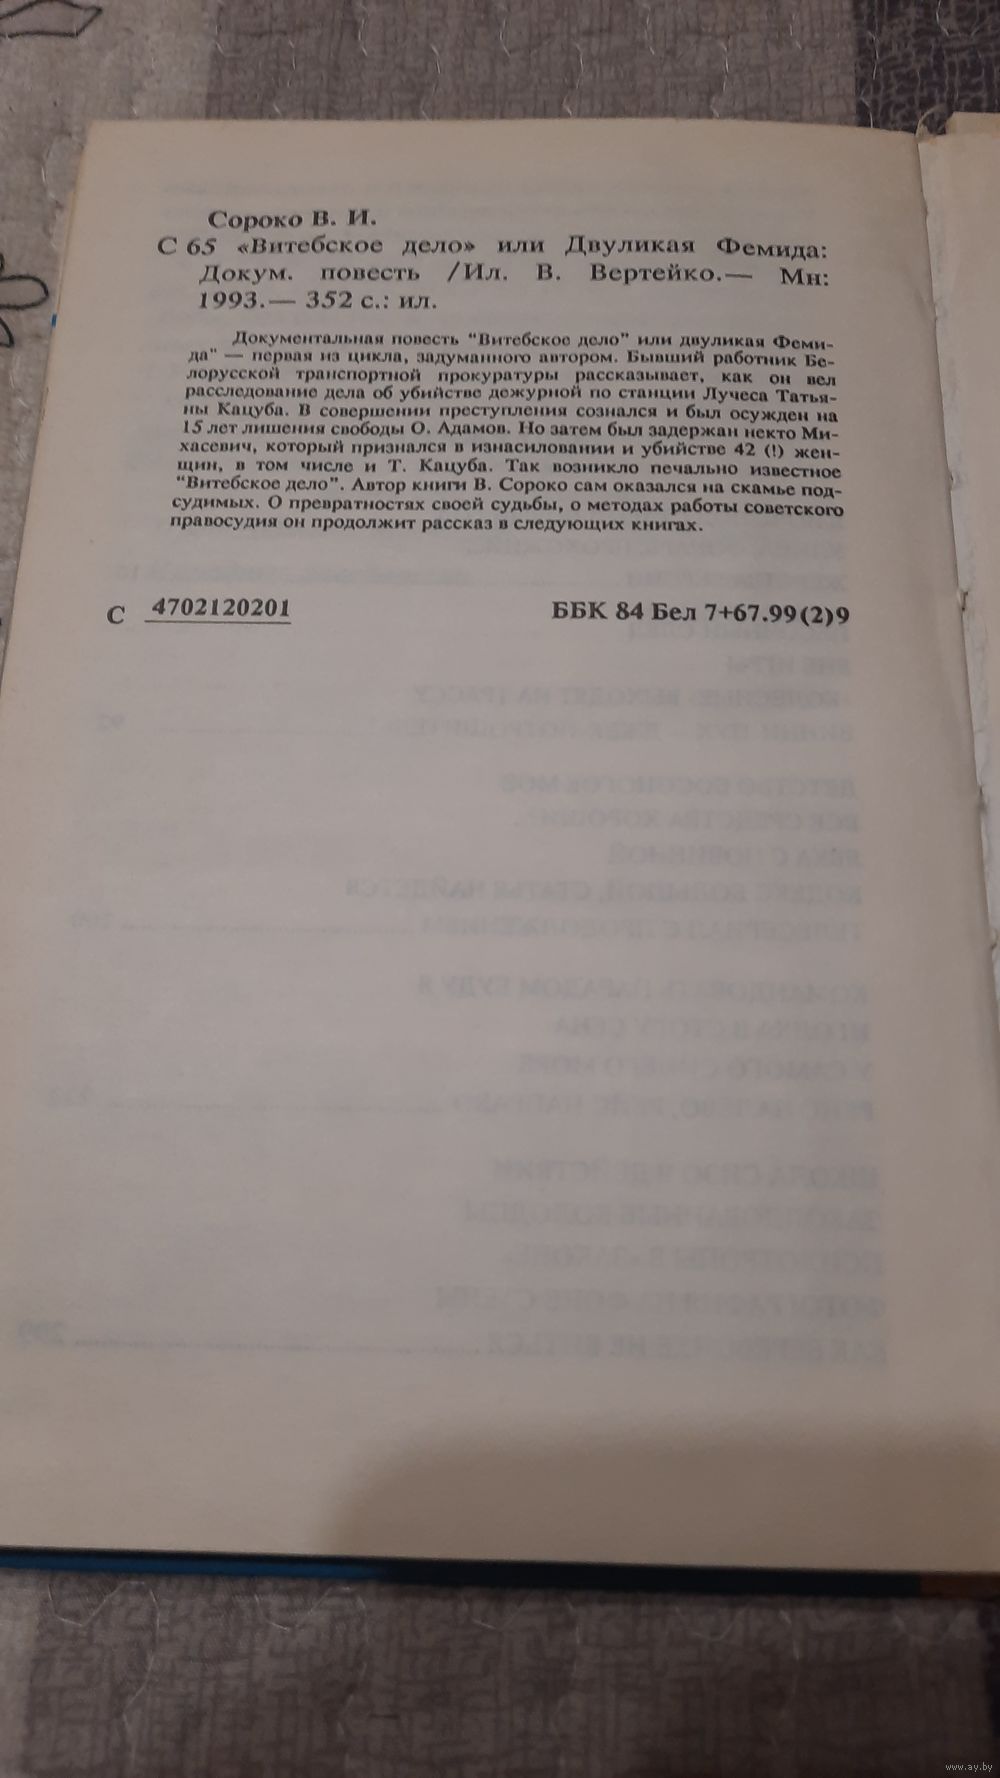 Сороко В. И.
С 65 «Витебское дело» или Двуликая Фемида:
Докум. повесть /Ил. В. Вертейко.— Мн:
1993.— 352 с.: ил.
Документальная повесть "Витебское дело" или двуликая Феми-
да" — первая из цикла, задуманного автором. Бывший работник Бе-
лорусской транспортной прокуратуры рассказывает, как он вел
расследование дела об убийстве дежурной по станции Лучеса Татья-
ны Кацуба. В совершении преступления сознался и был осужден на
15 лет лишения свободы О. Адамов. Но затем был задержан некто Ми-
хасевич, который признался в изнасиловании и убийстве 42 (!) жен-
щин, в том числе и Т. Кацуба. Так возникло печально известное
"Витебское дело". Автор книги В. Сороко сам оказался на скамье под-
судимых. О превратностях своей судьбы, о методах работы советского
правосудия он продолжит рассказ в следующих книгах.
С 4702120201 ББК 84 Бел 7+67.99(2)9
www.ay.by